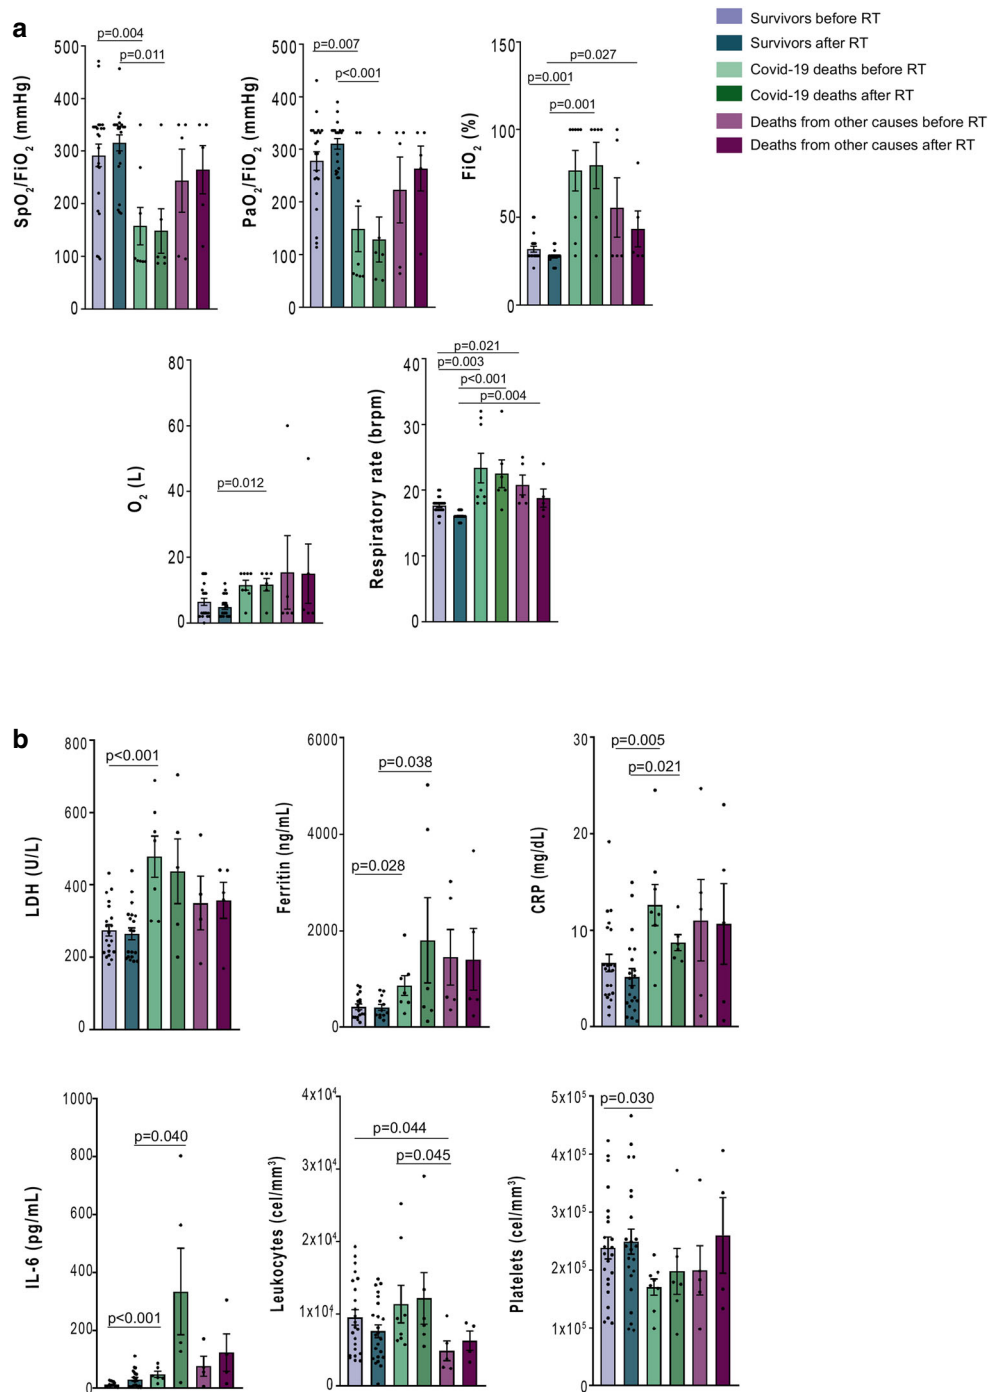 a
Survivors before RT
Survivors after RT
Covid-19 deaths before RT
Covid-19 deaths after RT
Deaths from other causes before RT
Deaths from other causes after RT
SpO₂/FiO₂ (mmHg)
500
400
300
200
100
0
p=0.004
p=0.011
PaO₂/FiO₂ (mmHg)
500
400
300
200
100
0
p=0.007
p<0.001
FiO₂ (%)
150
100
50
0
p=0.027
p=0.001
p=0.001
O₂ (L)
80
60
40
20
0
p=0.012
Respiratory rate (brpm)
40
30
20
10
0
p=0.021
p=0.003
p<0.001
p=0.004
b
LDH (U/L)
800
600
400
200
0
p<0.001
Ferritin (ng/mL)
6000
4000
2000
0
p=0.038
p=0.028
CRP (mg/dL)
30
20
10
0
p=0.005
p=0.021
IL-6 (pg/mL)
1000
800
600
400
200
0
p=0.040
p<0.001
Leukocytes (cel/mm³)
4x10⁴
3x10⁴
2x10⁴
1x10⁴
0
p=0.044
p=0.045
Platelets (cel/mm³)
5x10⁵
4x10⁵
3x10⁵
2x10⁵
1x10⁵
0
p=0.030